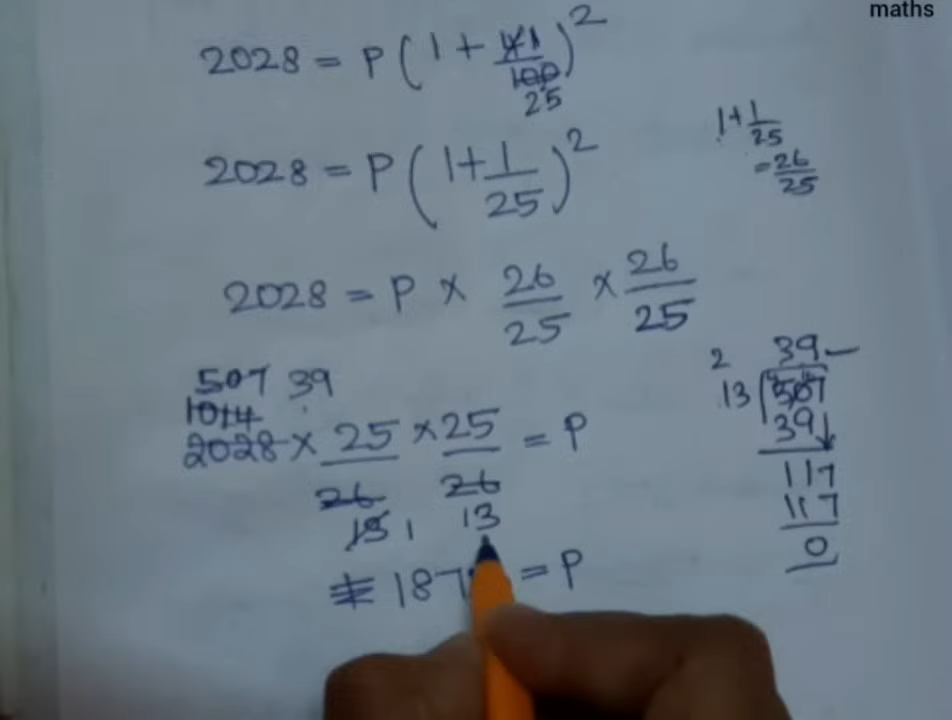 maths
2028 = P (1 + 4 1 / 100 25)²
2028 = P (1 + 1/25)²
1 + 1/25
= 26/25
2028 = P × 26/25 × 26/25
507 39
1014
2028 × 25/26 × 25/26 = P
13 1 13
187 = P
2 39
13 507
39
117
117
0